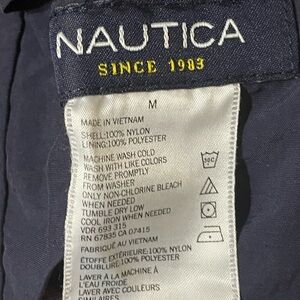 NAUTICA
SINCE 1983
M
MADE IN VIETNAM
SHELL:100% NYLON
LINING:100% POLYESTER
MACHINE WASH COLD
WASH WITH LIKE COLORS
REMOVE PROMPTLY
FROM WASHER
ONLY NON-CHLORINE BLEACH
WHEN NEEDED
TUMBLE DRY LOW
COOL IRON WHEN NEEDED
VDR 693 315
RN 67835 CA 07415
FABRIQUÉ AU VIETNAM
ÉTOFFE EXTÉRIEURE:100% NYLON
DOUBLURE:100% POLYESTER
LAVER À LA MACHINE À
L'EAU FROIDE
LAVER AVEC COULEURS
SIMILAIRES